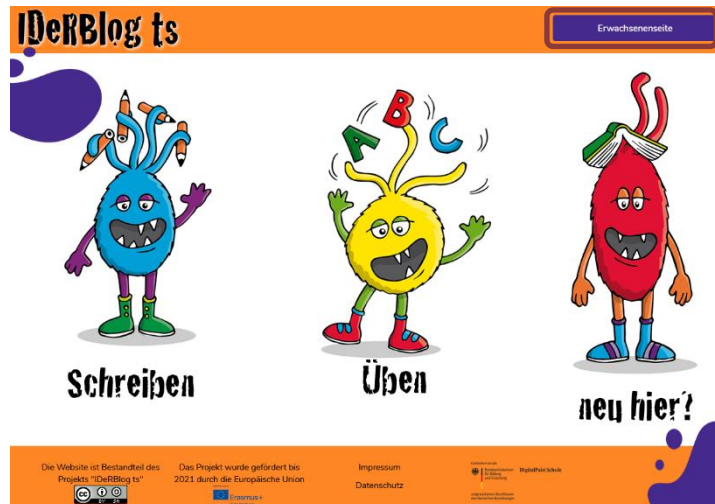 IDeRBlog ts
Erwachsenenseite
A B C
Schreiben
Üben
neu hier?
Die Website ist Bestandteil des
Projekts "IDeRBlog ts"
Das Projekt wurde gefördert bis
2021 durch die Europäische Union
Erasmus+
Impressum
Datenschutz
DigitalPakt Schule